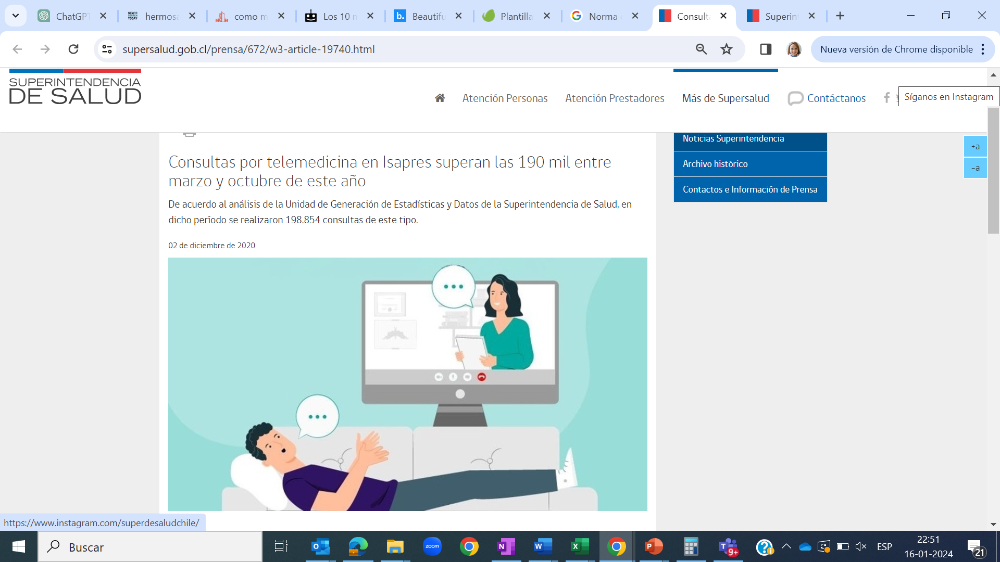 ChatGPT
hermosa
como m
Los 10 m
Beautifu
Plantilla
Norma
Consulta
Superin
supersalud.gob.cl/prensa/672/w3-article-19740.html
Nueva versión de Chrome disponible
SUPERINTENDENCIA
DE SALUD
Atención Personas
Atención Prestadores
Más de Supersalud
Contáctanos
Síganos en Instagram
Noticias Superintendencia
Archivo histórico
Contactos e Información de Prensa
+a
-a
Consultas por telemedicina en Isapres superan las 190 mil entre
marzo y octubre de este año
De acuerdo al análisis de la Unidad de Generación de Estadísticas y Datos de la Superintendencia de Salud, en
dicho período se realizaron 198.854 consultas de este tipo.
02 de diciembre de 2020
https://www.instagram.com/superdesaludchile/
Buscar
zoom
9+
ESP
22:51
16-01-2024
21